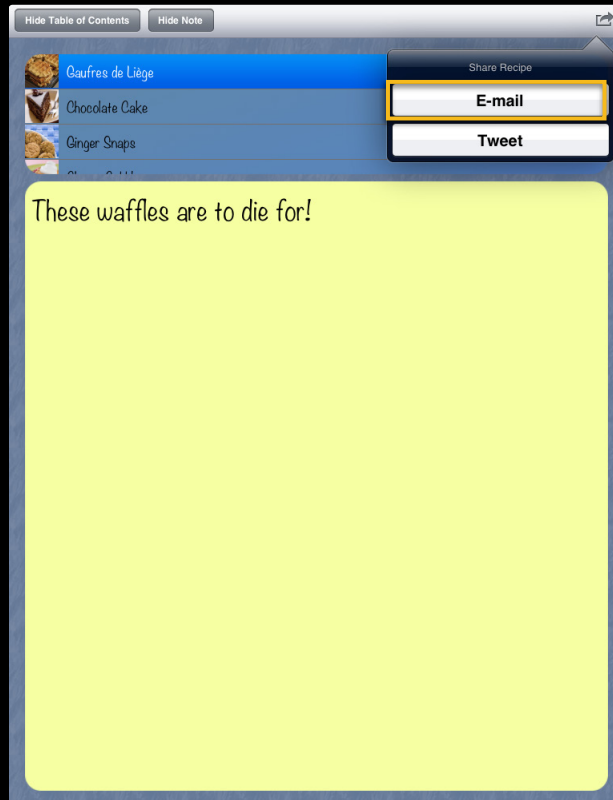 Hide Table of Contents Hide Note
Share Recipe
E-mail
Tweet
Gaufres de Liège
Chocolate Cake
Ginger Snaps
These waffles are to die for!